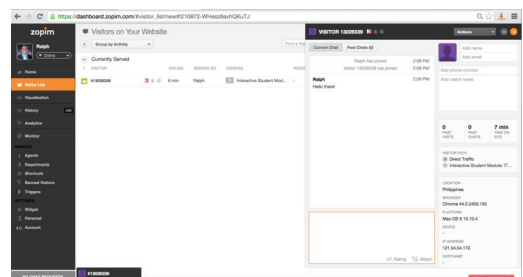 https://dashboard.zopim.com/#visitor_list/new#210872-WHesz6avhQKuTJ
zopim
Ralph
Online
Home
Visitor List
Visualization
History
Analytics
Monitor
Agents
Departments
Shortcuts
Banned Visitors
Triggers
Widget
Personal
Account
Visitors on Your Website
Group by Activity
Currently Served
VISITOR
ONLINE
SERVED BY
VIEWING
#13026339
6 min
Ralph
Interactive Student Mod...
VISITOR 13026339
Actions
Current Chat
Past Chats (0)
Ralph has joined
2:08 PM
Visitor 13026339 has joined
2:08 PM
Ralph
2:08 PM
Hello there!
Rating
Attach
Add name
Add email
Add phone number
Add visitor notes
0
PAST VISITS
0
PAST CHATS
7 min
TIME ON SITE
VISITOR PATH
Direct Traffic
Interactive Student Module: IT...
LOCATION
Philippines
BROWSER
Chrome 44.0.2403.155
PLATFORM
Mac OS X 10.10.4
DEVICE
-
IP ADDRESS
121.54.54.172
HOSTNAME
-
#13026339